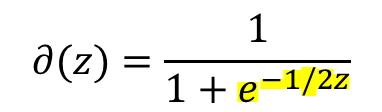 ∂(z) = 1 / (1 + e^{−1/2z})